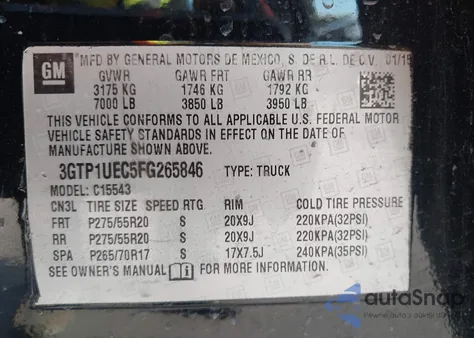 GM
MFD BY GENERAL MOTORS DE MEXICO, S. DE R.L. DE C.V. 01/15
GVWR GAWR FRT GAWR RR
3175 KG 1746 KG 1792 KG
7000 LB 3850 LB 3950 LB
THIS VEHICLE CONFORMS TO ALL APPLICABLE U.S. FEDERAL MOTOR
VEHICLE SAFETY STANDARDS IN EFFECT ON THE DATE OF
MANUFACTURE SHOWN ABOVE.
3GTP1UEC5FG265846 TYPE: TRUCK
MODEL: C15543
CN3L TIRE SIZE SPEED RTG RIM COLD TIRE PRESSURE
FRT P275/55R20 S 20X9J 220KPA(32PSI)
RR P275/55R20 S 20X9J 220KPA(32PSI)
SPA P265/70R17 S 17X7.5J 240KPA(35PSI)
SEE OWNER'S MANUAL FOR MORE INFORMATION
autoSnap